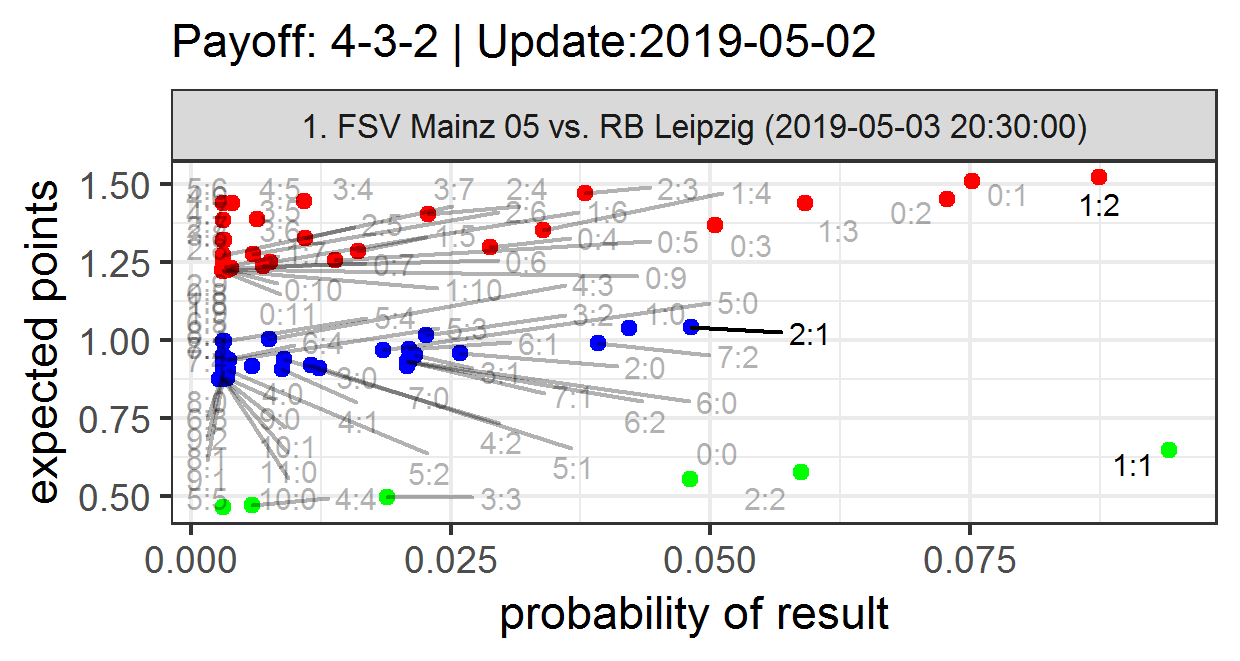 Payoff: 4-3-2 | Update:2019-05-02
1. FSV Mainz 05 vs. RB Leipzig (2019-05-03 20:30:00)
expected points
1.50
1.25
1.00
0.75
0.50
5:6 4:5 3:4 3:7 2:4 2:3 1:4 0:1
1:2
3:5 2:6 1:6 0:2
3:6 2:5 1:3
1:7 1:5 0:4 0:5 0:3
0:7 0:6 0:9
0:10 1:10 4:3
0:11 5:4 3:2 5:0 1:0
5:3 2:1
6:4 6:1 7:2
3:0 3:1 2:0
4:0 7:0 7:1 6:0
9:0 4:1 6:2
10:1 4:2
11:0 5:2 5:1 0:0
1:1
5:5 10:0 4:4 3:3 2:2
0.000 0.025 0.050 0.075
probability of result